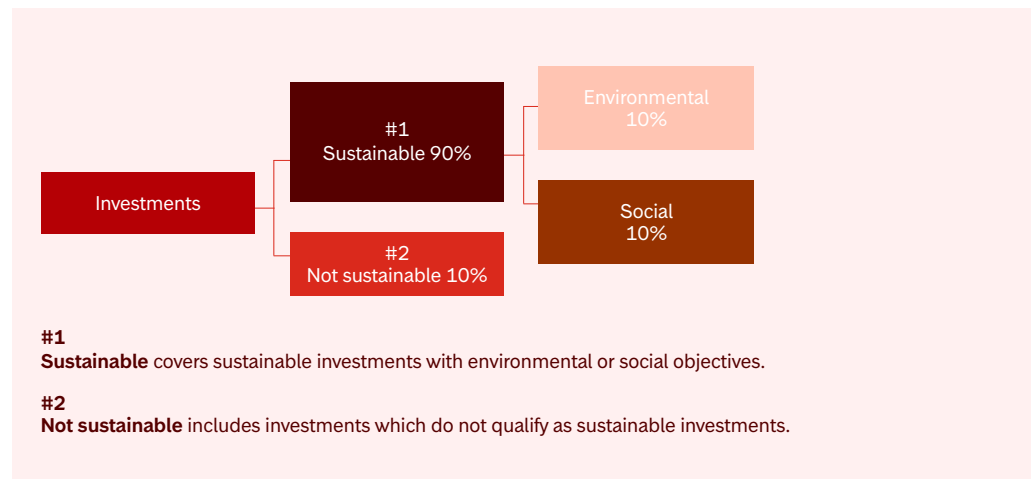 Investments
#1
Sustainable 90%
#2
Not sustainable 10%
Environmental
10%
Social
10%
#1
Sustainable covers sustainable investments with environmental or social objectives.
#2
Not sustainable includes investments which do not qualify as sustainable investments.